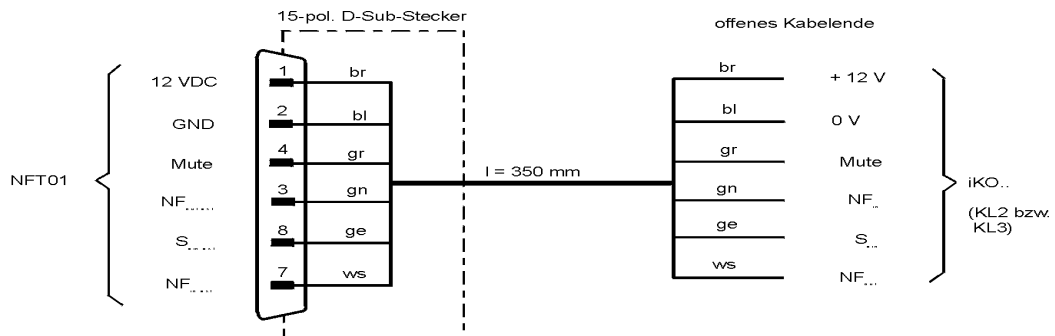 15-pol. D-Sub-Stecker
offenes Kabelende
12 VDC 1 br br + 12 V
GND 2 bl bl 0 V
Mute 4 gr gr Mute
NFT01 l = 350 mm iKO..
NF 3 gn gn NF
(KL2 bzw. KL3)
S 8 ge ge S
NF 7 ws ws NF